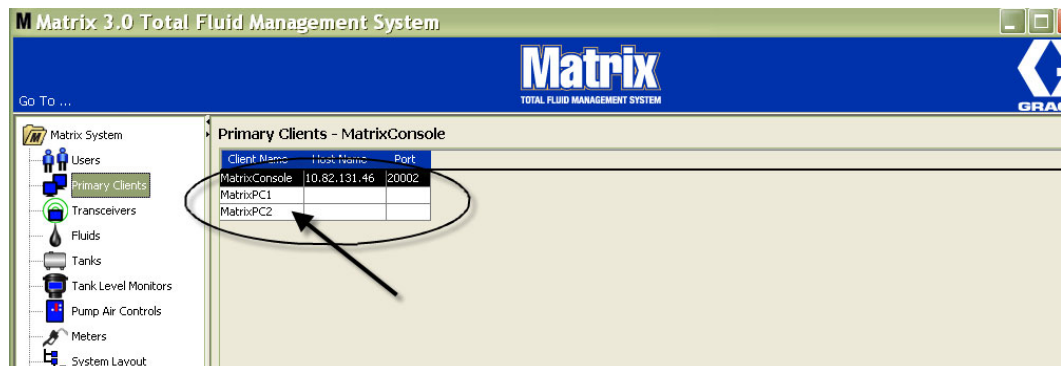 M Matrix 3.0 Total Fluid Management System
Matrix
TOTAL FLUID MANAGEMENT SYSTEM
Go To ...
Matrix System
Users
Primary Clients
Transceivers
Fluids
Tanks
Tank Level Monitors
Pump Air Controls
Meters
System Layout
Primary Clients - MatrixConsole
Client Name Host Name Port
MatrixConsole 10.82.131.46 20002
MatrixPC1
MatrixPC2